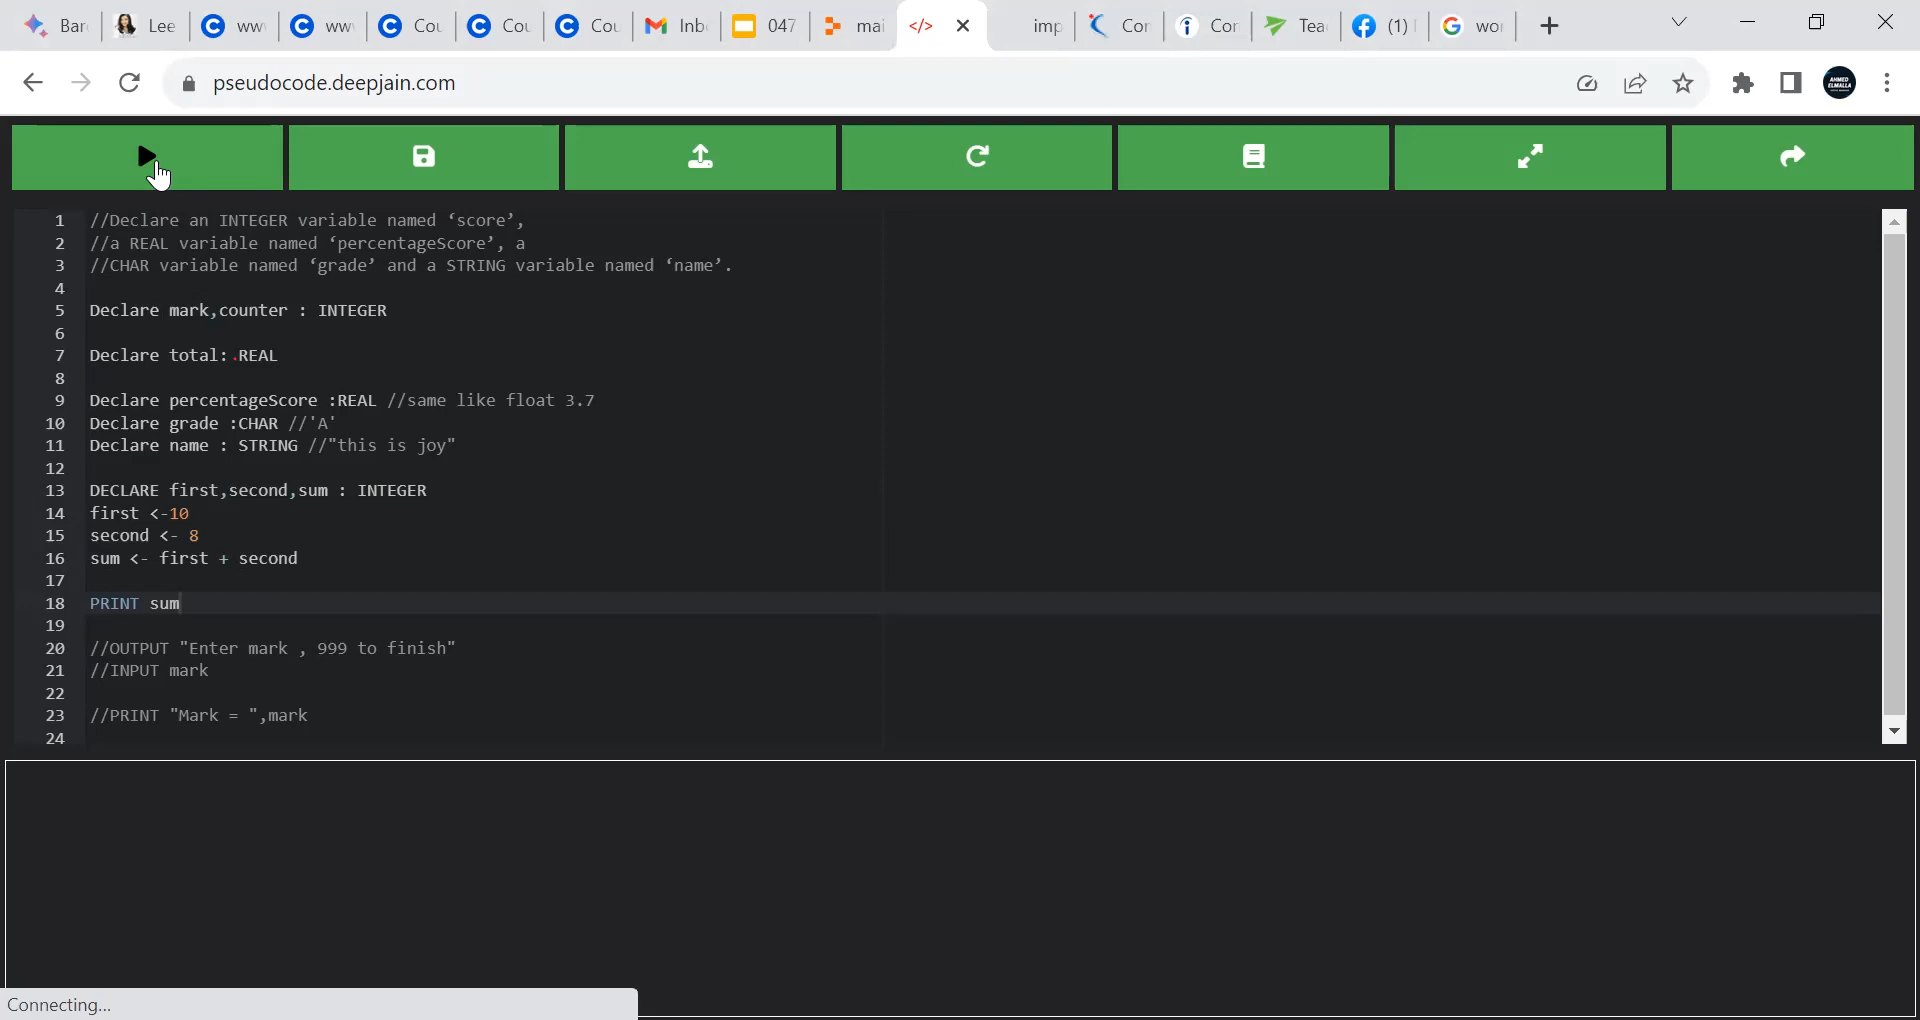 Bar
Lee
ww
ww
Cou
Cou
Cou
Inb
047
mai
</>
imp
Cor
Cor
Tea
(1)
wor
pseudocode.deepjain.com
AHMED
ELMALLA
1 //Declare an INTEGER variable named ‘score’,
2 //a REAL variable named ‘percentageScore’, a
3 //CHAR variable named ‘grade’ and a STRING variable named ‘name’.
4
5 Declare mark,counter : INTEGER
6
7 Declare total: .REAL
8
9 Declare percentageScore :REAL //same like float 3.7
10 Declare grade :CHAR //'A'
11 Declare name : STRING //"this is joy"
12
13 DECLARE first,second,sum : INTEGER
14 first <-10
15 second <- 8
16 sum <- first + second
17
18 PRINT sum
19
20 //OUTPUT "Enter mark , 999 to finish"
21 //INPUT mark
22
23 //PRINT "Mark = ",mark
24
Connecting...